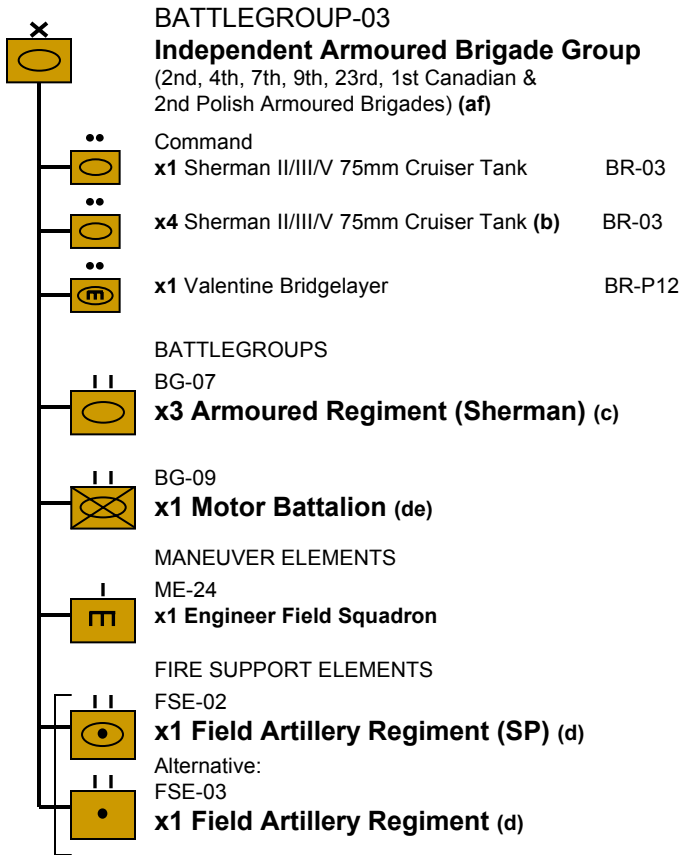 BATTLEGROUP-03
Independent Armoured Brigade Group
(2nd, 4th, 7th, 9th, 23rd, 1st Canadian &
2nd Polish Armoured Brigades) (af)
Command
x1 Sherman II/III/V 75mm Cruiser Tank BR-03
x4 Sherman II/III/V 75mm Cruiser Tank (b) BR-03
x1 Valentine Bridgelayer BR-P12
BATTLEGROUPS
BG-07
x3 Armoured Regiment (Sherman) (c)
BG-09
x1 Motor Battalion (de)
MANEUVER ELEMENTS
ME-24
x1 Engineer Field Squadron
FIRE SUPPORT ELEMENTS
FSE-02
x1 Field Artillery Regiment (SP) (d)
Alternative:
FSE-03
x1 Field Artillery Regiment (d)